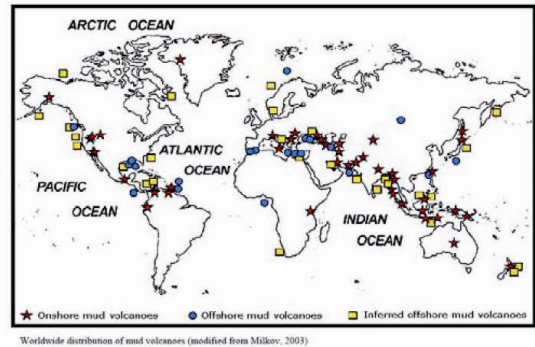 ARCTIC OCEAN
ATLANTIC
OCEAN
PACIFIC
OCEAN
INDIAN
OCEAN
Onshore mud volcanoes
Offshore mud volcanoes
Inferred offshore mud volcanoes
Worldwide distribution of mud volcanoes (modified from Milkov, 2003)